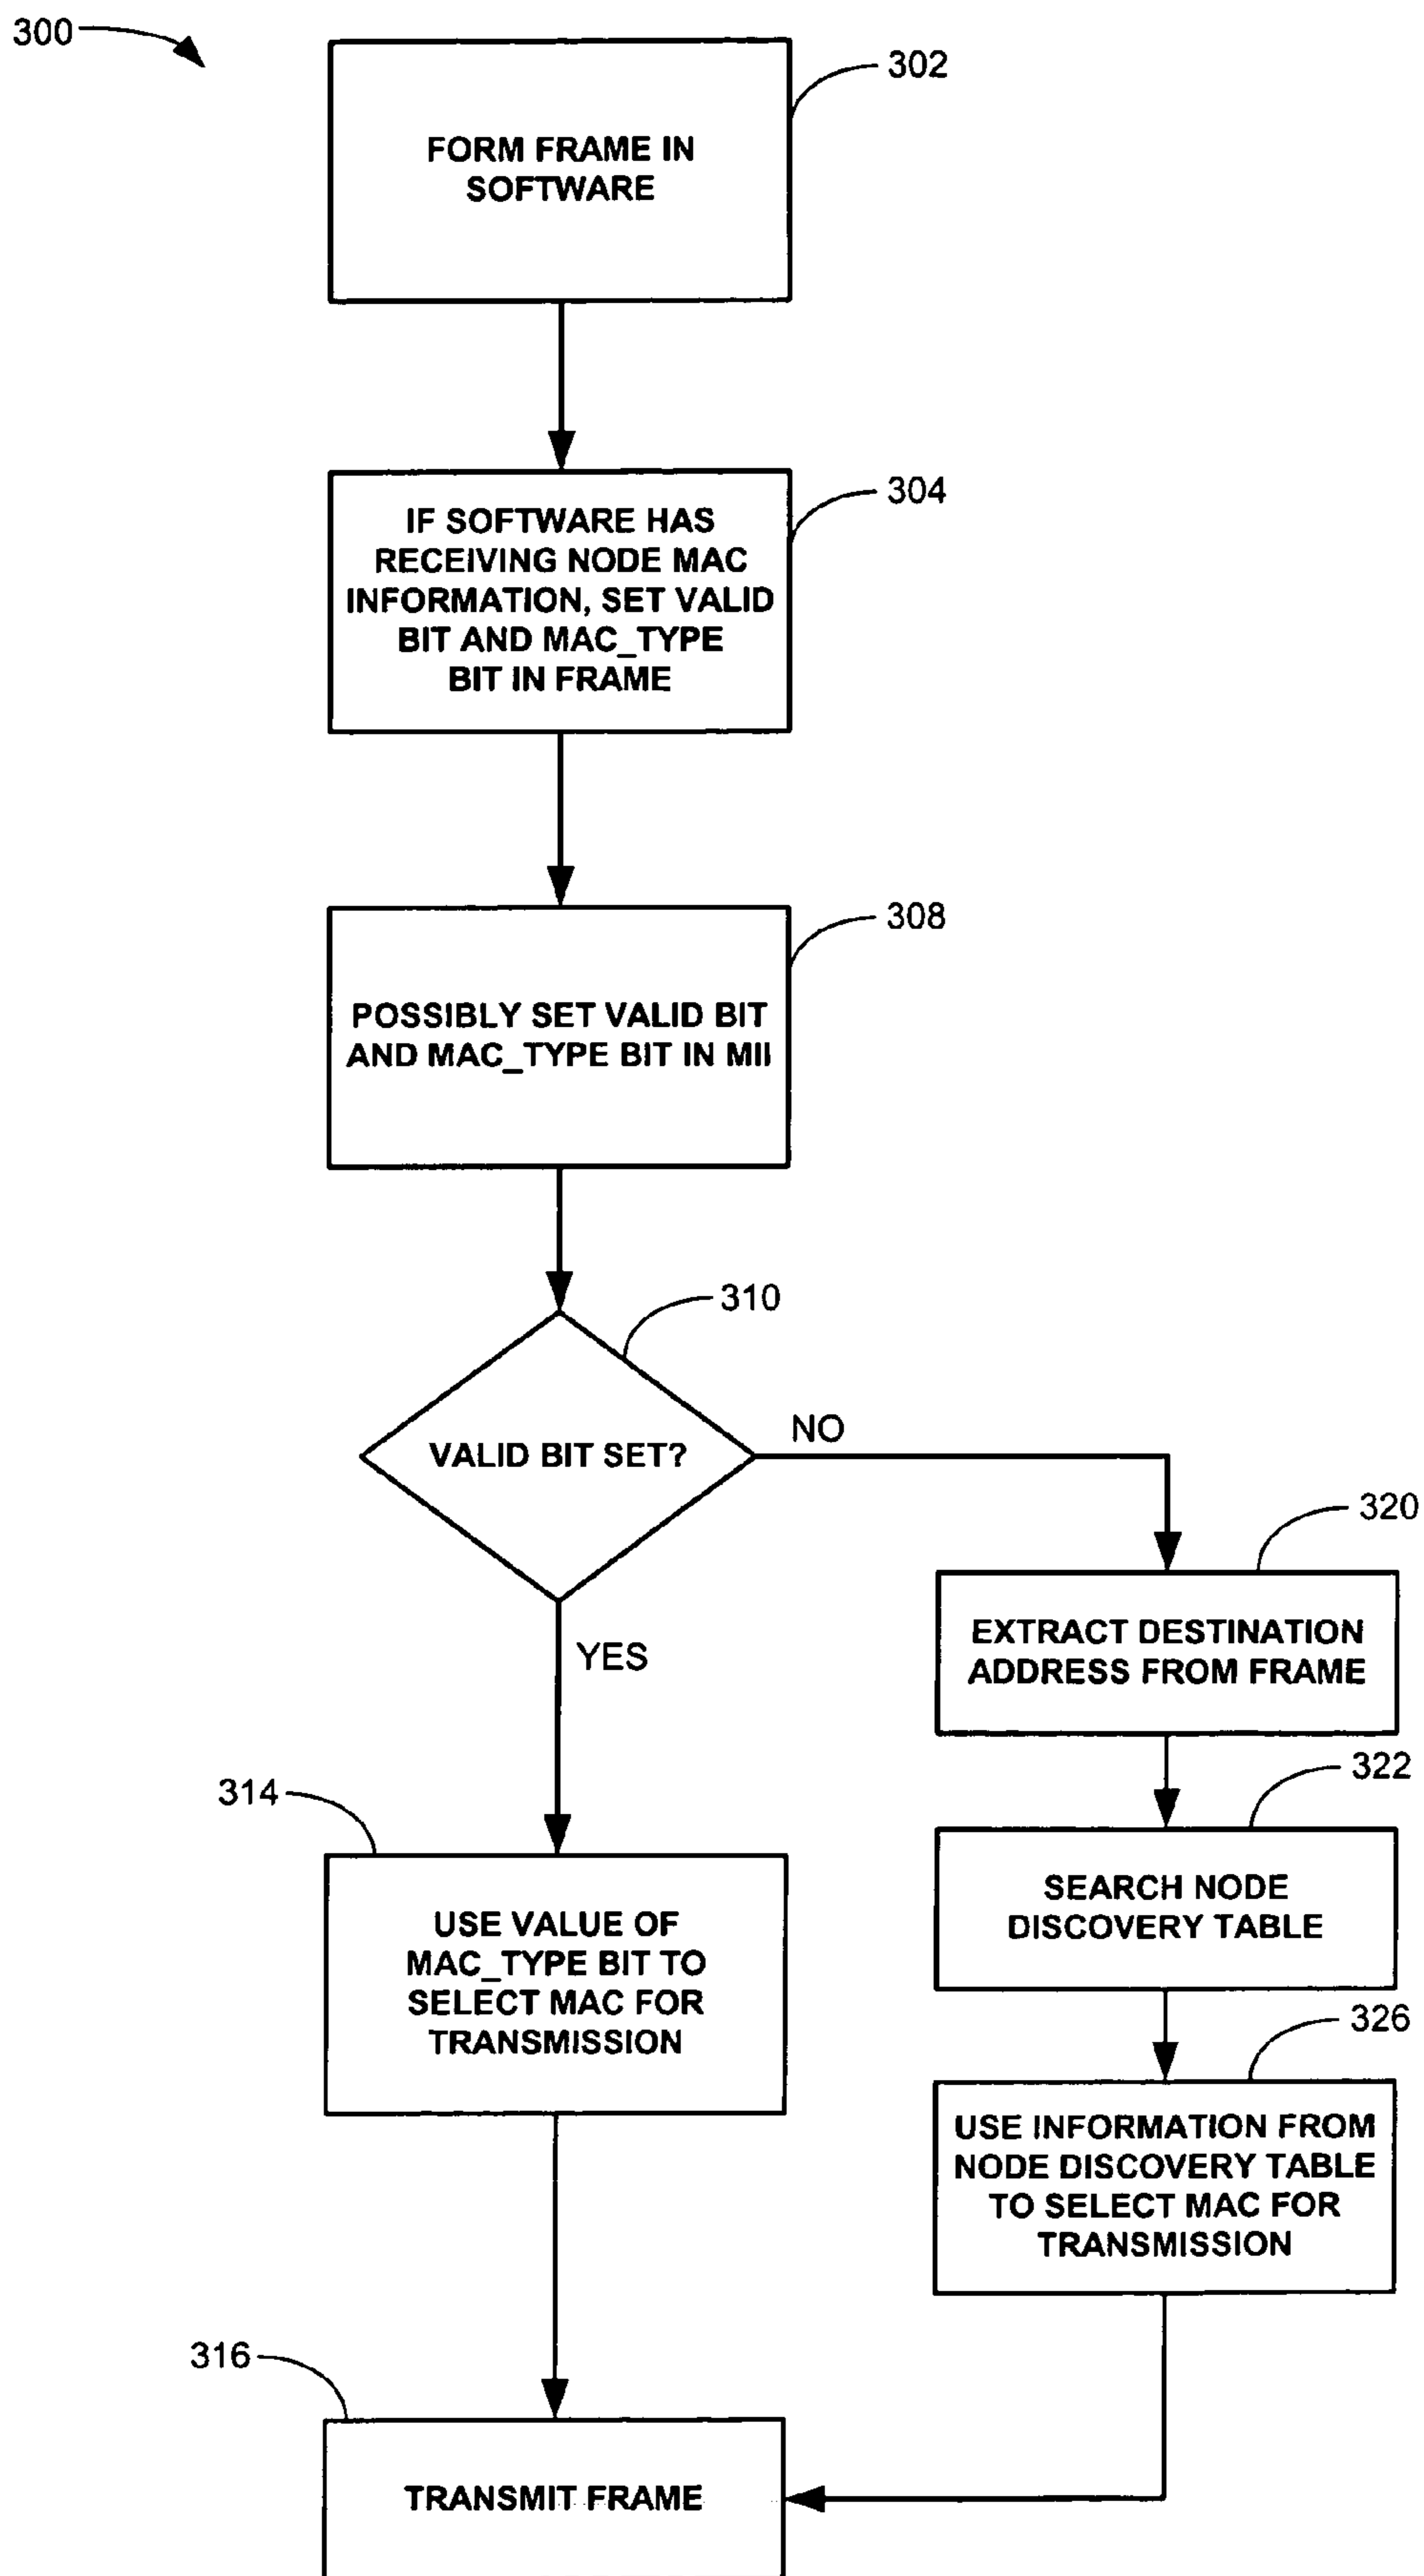 300
302
FORM FRAME IN
SOFTWARE
304
IF SOFTWARE HAS
RECEIVING NODE MAC
INFORMATION, SET VALID
BIT AND MAC_TYPE
BIT IN FRAME
308
POSSIBLY SET VALID BIT
AND MAC_TYPE BIT IN MII
310
VALID BIT SET?
NO
YES
320
EXTRACT DESTINATION
ADDRESS FROM FRAME
322
SEARCH NODE
DISCOVERY TABLE
314
USE VALUE OF
MAC_TYPE BIT TO
SELECT MAC FOR
TRANSMISSION
326
USE INFORMATION FROM
NODE DISCOVERY TABLE
TO SELECT MAC FOR
TRANSMISSION
316
TRANSMIT FRAME